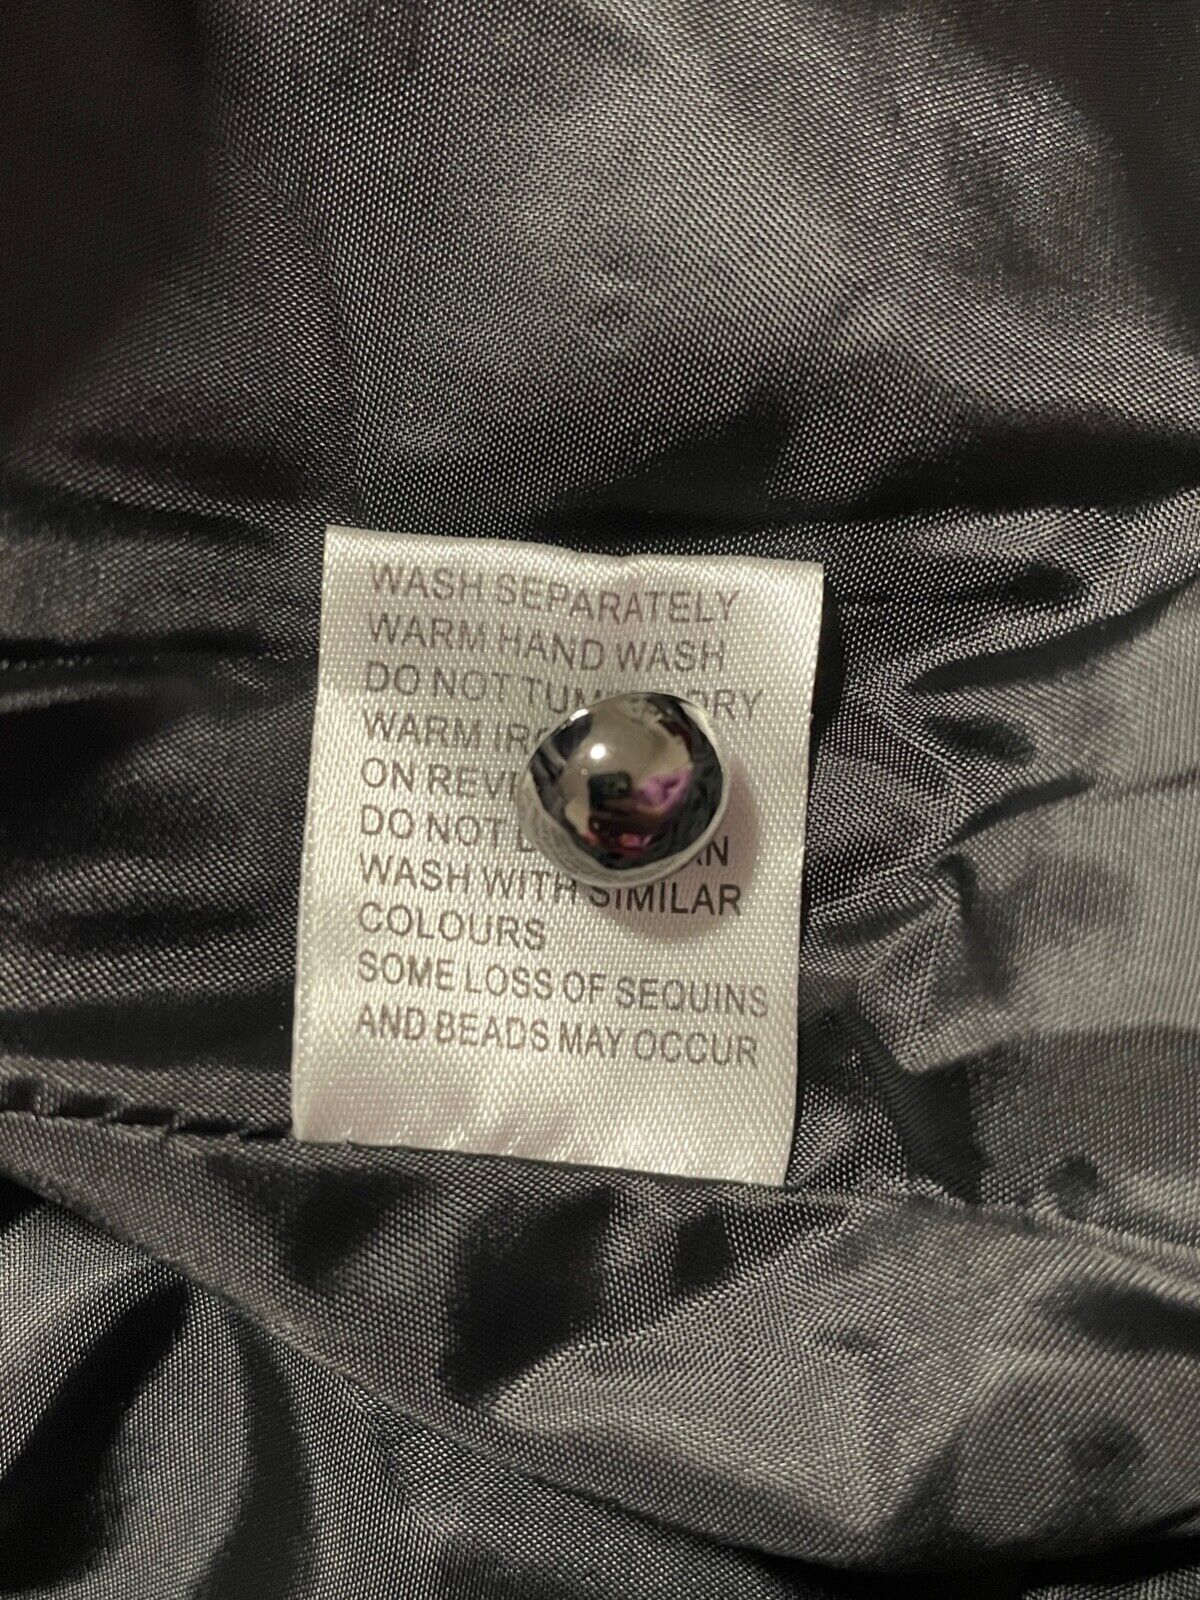 WASH SEPARATELY
WARM HAND WASH
DO NOT DRY
WARM
ON
DO NOT
WASH WITH SIMILAR
COLOURS
SOME LOSS OF SEQUINS
AND BEADS MAY OCCUR